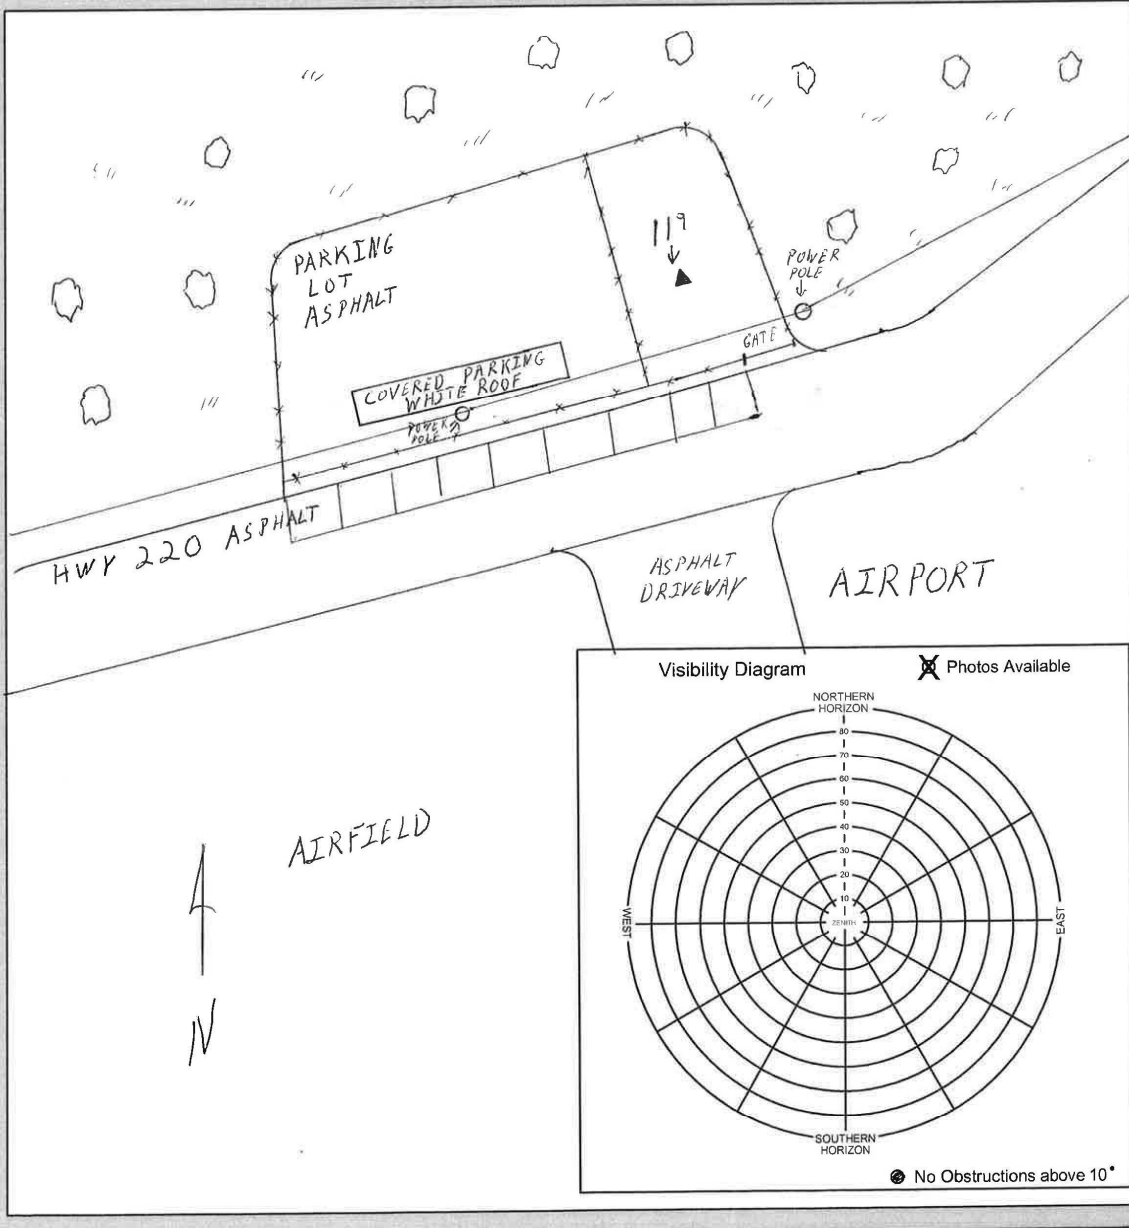 119
PARKING
LOT
ASPHALT
POWER
POLE
GATE
COVERED PARKING
WHITE ROOF
POWER
POLE
HWY 220 ASPHALT
ASPHALT
DRIVEWAY
AIRPORT
AIRFIELD
N
Visibility Diagram
Photos Available
NORTHERN
HORIZON
80
70
60
50
40
30
20
10
ZENITH
WEST
EAST
SOUTHERN
HORIZON
No Obstructions above 10°